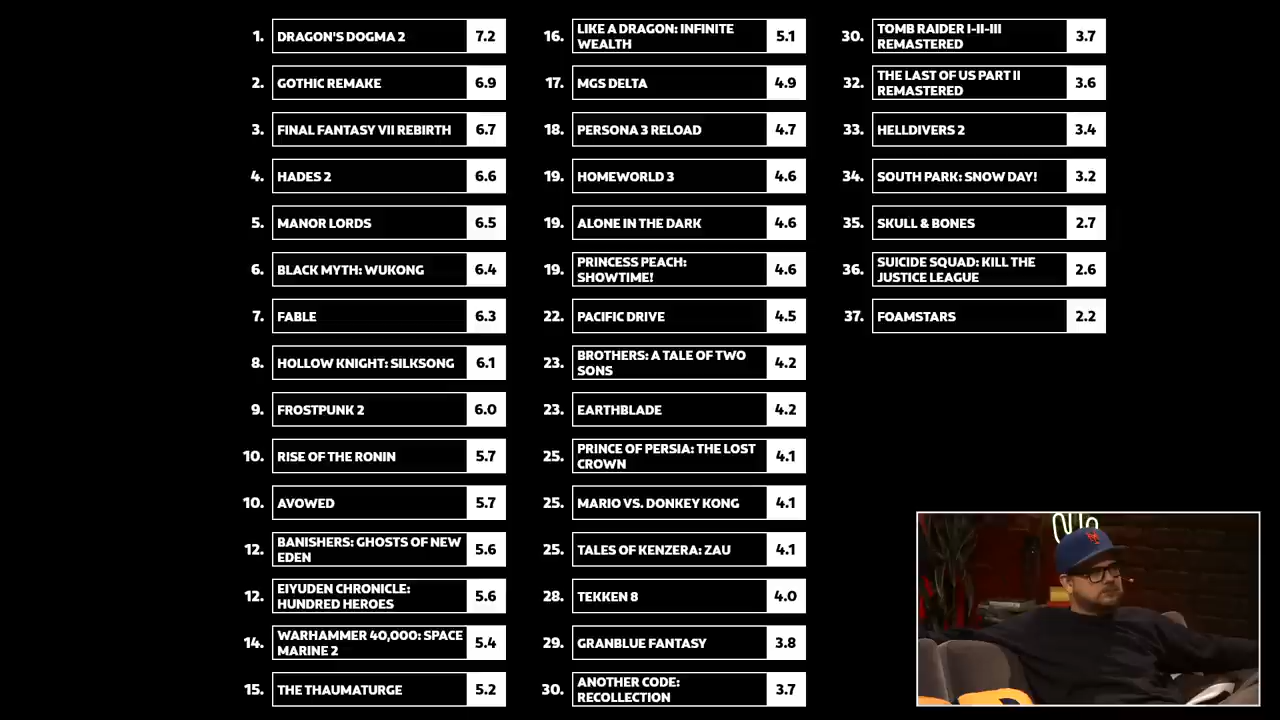 1. DRAGON'S DOGMA 2 7.2
2. GOTHIC REMAKE 6.9
3. FINAL FANTASY VII REBIRTH 6.7
4. HADES 2 6.6
5. MANOR LORDS 6.5
6. BLACK MYTH: WUKONG 6.4
7. FABLE 6.3
8. HOLLOW KNIGHT: SILKSONG 6.1
9. FROSTPUNK 2 6.0
10. RISE OF THE RONIN 5.7
10. AVOWED 5.7
12. BANISHERS: GHOSTS OF NEW
EDEN 5.6
12. EIYUDEN CHRONICLE:
HUNDRED HEROES 5.6
14. WARHAMMER 40,000: SPACE
MARINE 2 5.4
15. THE THAUMATURGE 5.2
16. LIKE A DRAGON: INFINITE
WEALTH 5.1
17. MGS DELTA 4.9
18. PERSONA 3 RELOAD 4.7
19. HOMEWORLD 3 4.6
19. ALONE IN THE DARK 4.6
19. PRINCESS PEACH:
SHOWTIME! 4.6
22. PACIFIC DRIVE 4.5
23. BROTHERS: A TALE OF TWO
SONS 4.2
23. EARTHBLADE 4.2
25. PRINCE OF PERSIA: THE LOST
CROWN 4.1
25. MARIO VS. DONKEY KONG 4.1
25. TALES OF KENZERA: ZAU 4.1
28. TEKKEN 8 4.0
29. GRANBLUE FANTASY 3.8
30. ANOTHER CODE:
RECOLLECTION 3.7
30. TOMB RAIDER I-II-III
REMASTERED 3.7
32. THE LAST OF US PART II
REMASTERED 3.6
33. HELLDIVERS 2 3.4
34. SOUTH PARK: SNOW DAY! 3.2
35. SKULL & BONES 2.7
36. SUICIDE SQUAD: KILL THE
JUSTICE LEAGUE 2.6
37. FOAMSTARS 2.2